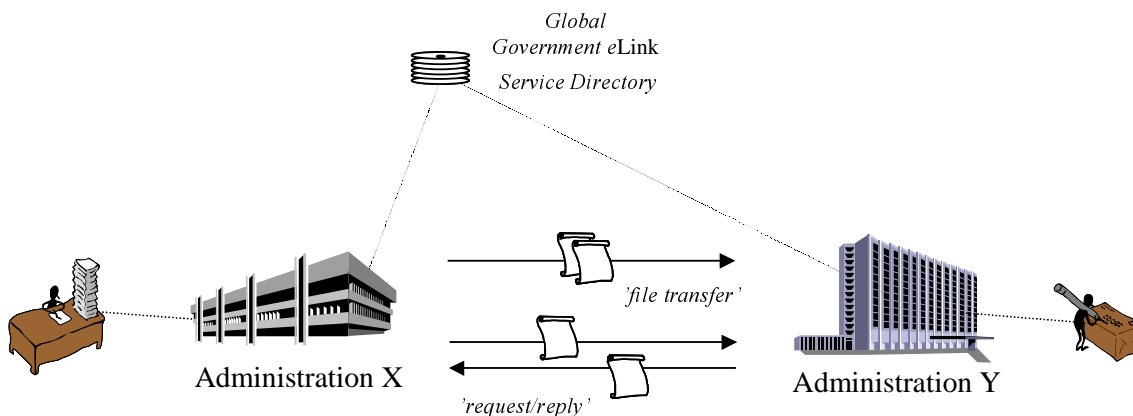 Global
Government eLink
Service Directory
'file transfer'
Administration X
Administration Y
'request/reply'